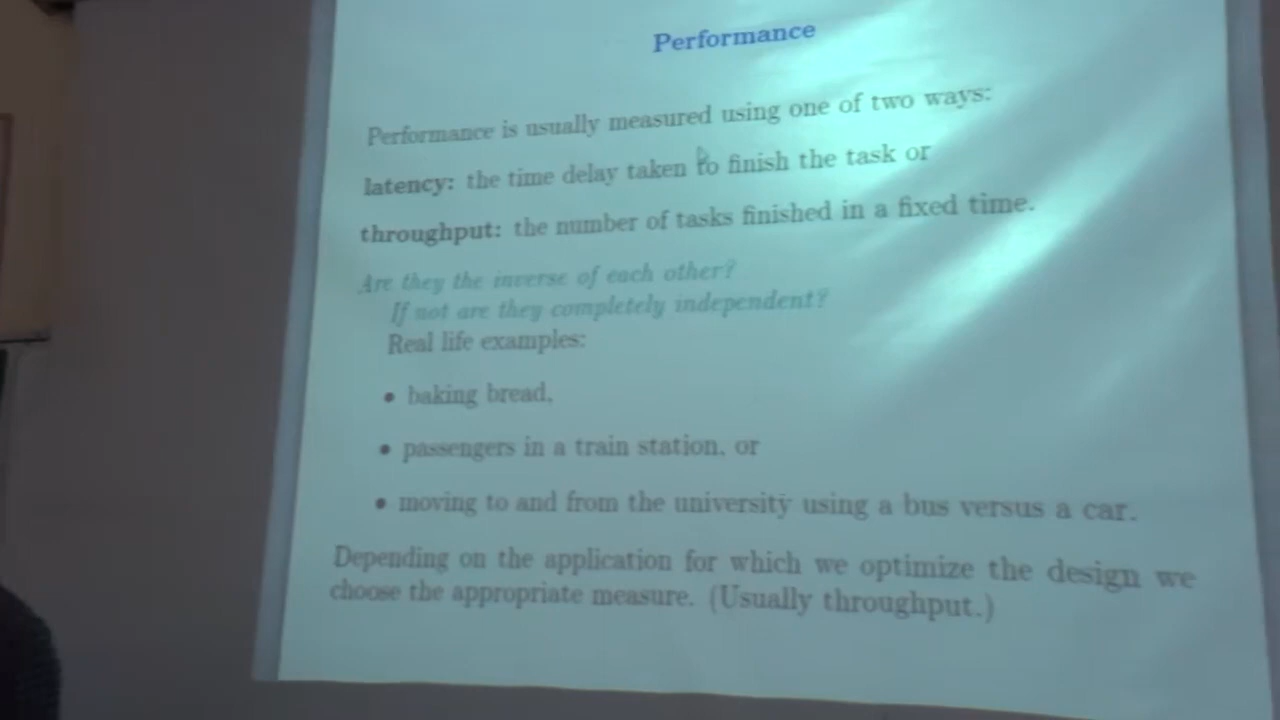 Performance
Performance is usually measured using one of two ways:
latency: the time delay taken to finish the task or
throughput: the number of tasks finished in a fixed time.
Are they the inverse of each other?
If not are they completely independent?
Real life examples:
• baking bread,
• passengers in a train station, or
• moving to and from the university using a bus versus a car.
Depending on the application for which we optimize the design we
choose the appropriate measure. (Usually throughput.)